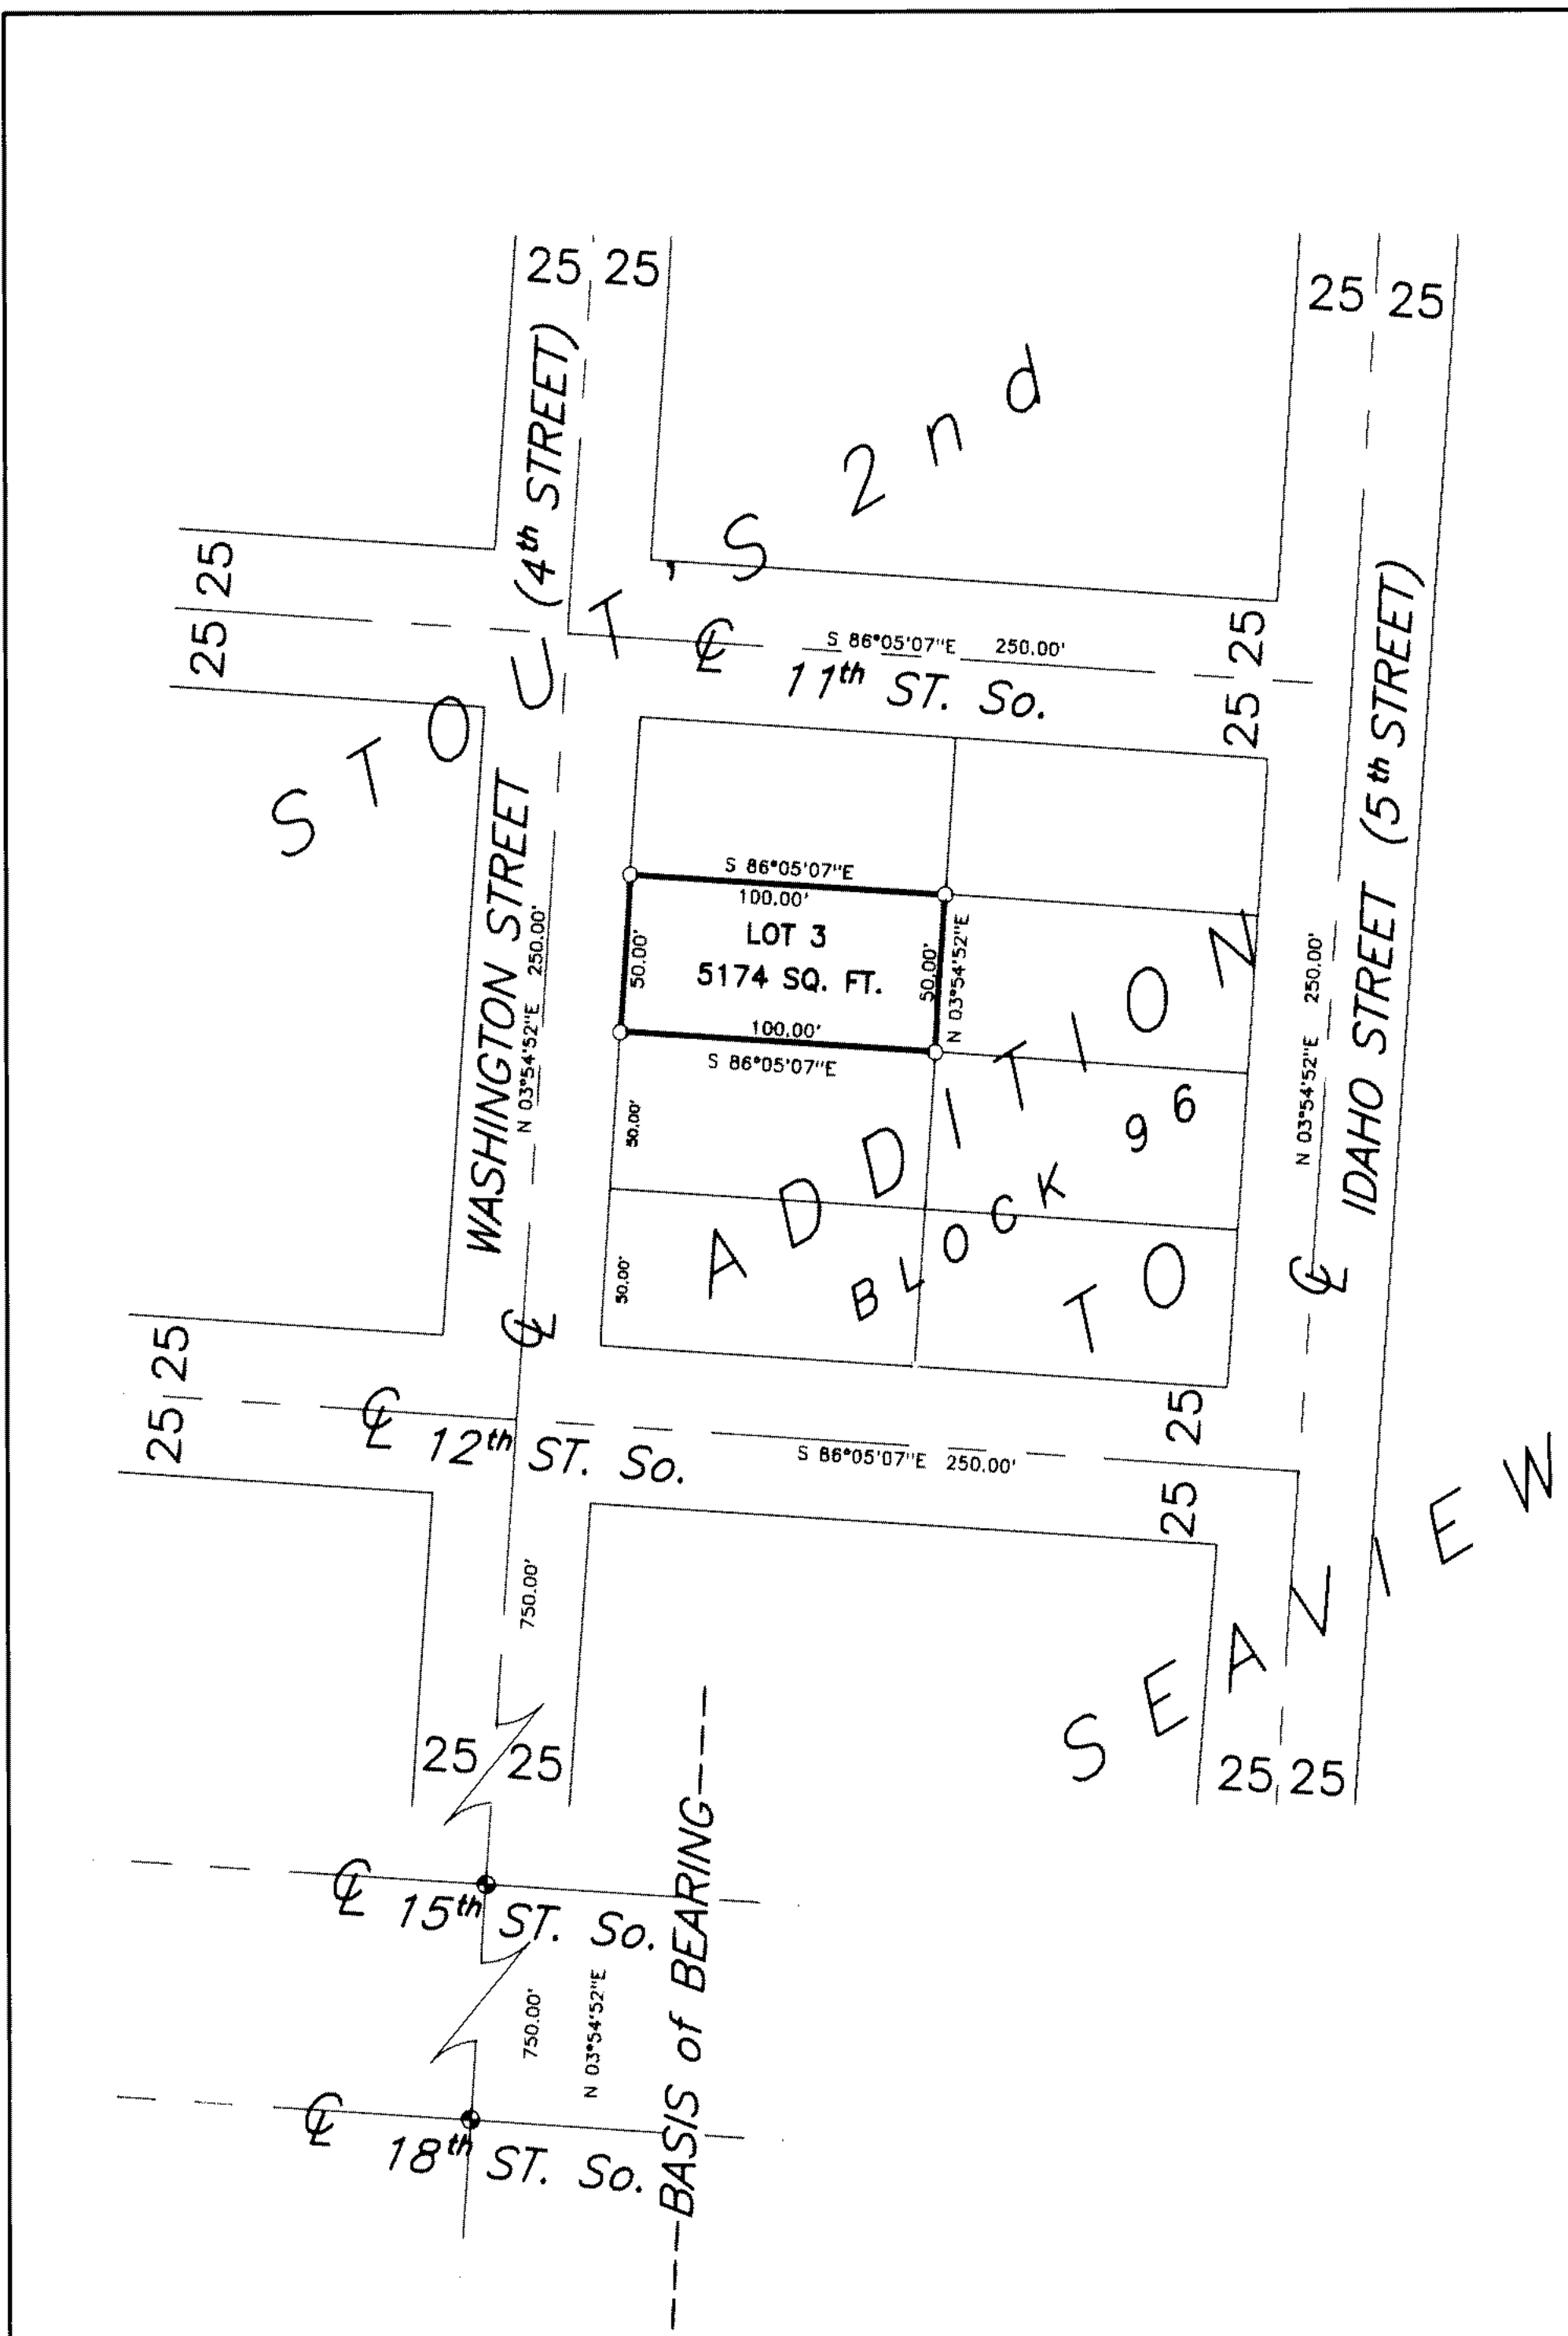 25 25
25 25
(4th STREET)
STOUT'S 2nd
25
25
℄
S 86°05'07"E 250.00'
11th ST. So.
25
25
IDAHO STREET (5th STREET)
WASHINGTON STREET
N 03°54'52"E 250.00'
S 86°05'07"E
100.00'
LOT 3
5174 SQ. FT.
50.00'
50.00'
N 03°54'52"E
100.00'
S 86°05'07"E
N 03°54'52"E 250.00'
50.00'
50.00'
ADDITION
BLOCK 96
TO
℄
℄
25
25
℄
12th ST. So.
S 86°05'07"E 250.00'
25
25
SEAVIEW
750.00'
25 25
25 25
℄
15th ST. So.
750.00'
N 03°54'52"E
---BASIS of BEARING---
℄
18th ST. So.